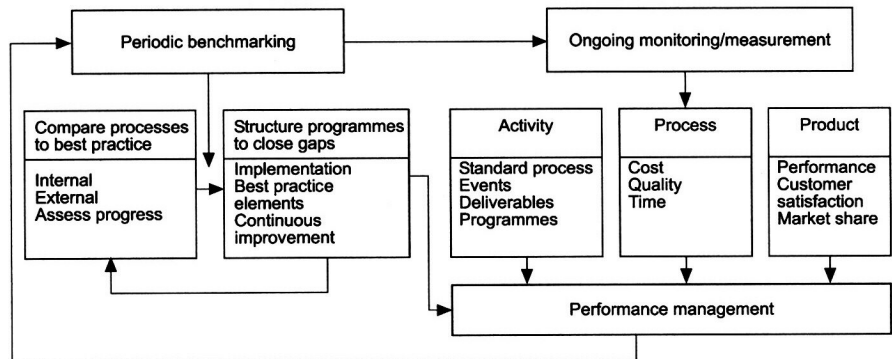 Periodic benchmarking
Ongoing monitoring/measurement
Compare processes
to best practice
Internal
External
Assess progress
Structure programmes
to close gaps
Implementation
Best practice
elements
Continuous
improvement
Activity
Standard process
Events
Deliverables
Programmes
Process
Cost
Quality
Time
Product
Performance
Customer
satisfaction
Market share
Performance management